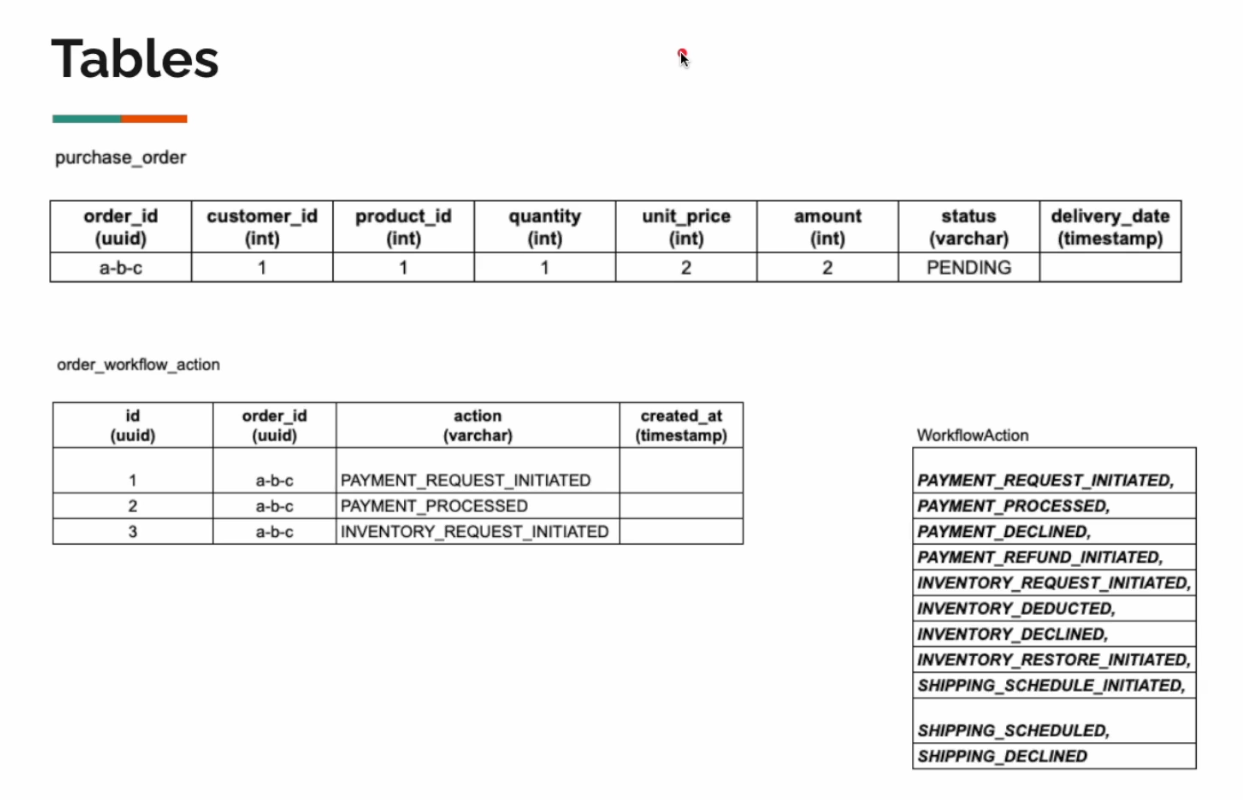 Tables
purchase_order
order_id customer_id product_id quantity unit_price amount status delivery_date
(uuid) (int) (int) (int) (int) (int) (varchar) (timestamp)
a-b-c 1 1 1 2 2 PENDING
order_workflow_action
id order_id action created_at
(uuid) (uuid) (varchar) (timestamp)
1 a-b-c PAYMENT_REQUEST_INITIATED
2 a-b-c PAYMENT_PROCESSED
3 a-b-c INVENTORY_REQUEST_INITIATED
WorkflowAction
PAYMENT_REQUEST_INITIATED,
PAYMENT_PROCESSED,
PAYMENT_DECLINED,
PAYMENT_REFUND_INITIATED,
INVENTORY_REQUEST_INITIATED,
INVENTORY_DEDUCTED,
INVENTORY_DECLINED,
INVENTORY_RESTORE_INITIATED,
SHIPPING_SCHEDULE_INITIATED,
SHIPPING_SCHEDULED,
SHIPPING_DECLINED